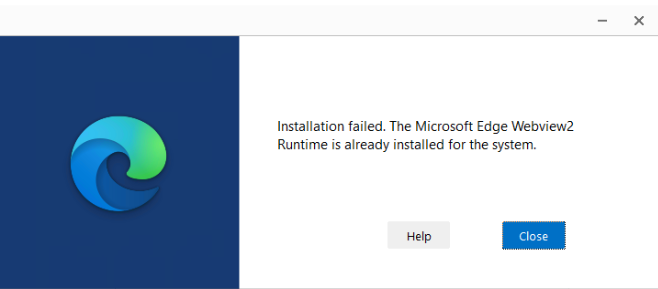 Installation failed. The Microsoft Edge Webview2
Runtime is already installed for the system.
Help
Close